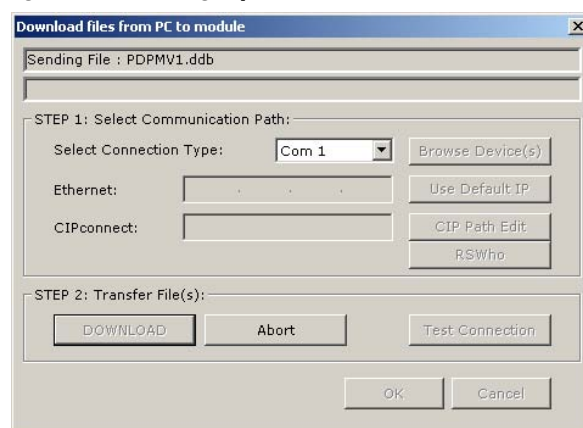 Download files from PC to module
Sending File : PDPMV1.ddb
STEP 1: Select Communication Path:
Select Connection Type: Com 1 Browse Device(s)
Ethernet: . . . Use Default IP
CIPconnect: CIP Path Edit
RSWho
STEP 2: Transfer File(s):
DOWNLOAD Abort Test Connection
OK Cancel